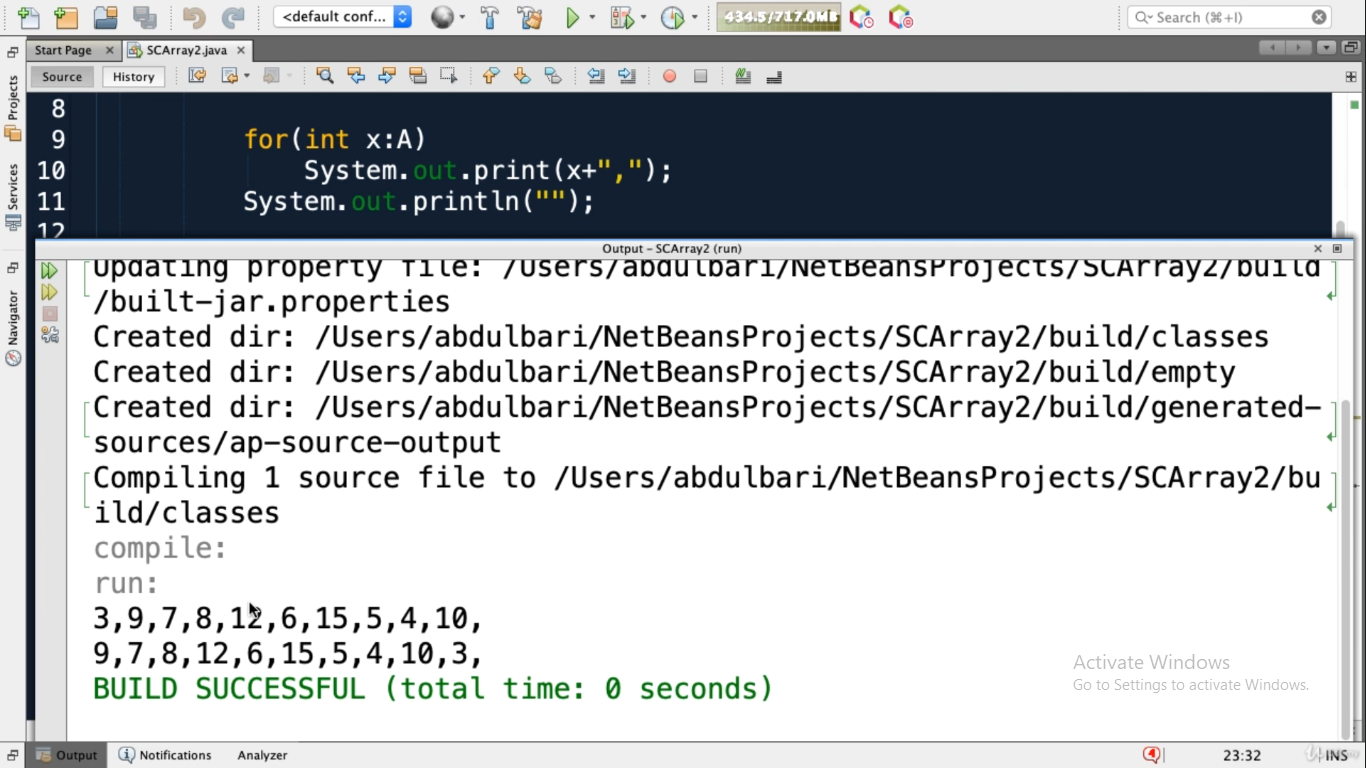 <default conf...
434.5/717.0MB
Search (⌘+I)
Start Page
SCArray2.java
Source
History
Projects
Services
Navigator
8
9 for(int x:A)
10 System.out.print(x+",");
11 System.out.println("");
12
Output - SCArray2 (run)
Updating property file: /Users/abdulbari/NetBeansProjects/SCArray2/build
/built-jar.properties
Created dir: /Users/abdulbari/NetBeansProjects/SCArray2/build/classes
Created dir: /Users/abdulbari/NetBeansProjects/SCArray2/build/empty
Created dir: /Users/abdulbari/NetBeansProjects/SCArray2/build/generated-
sources/ap-source-output
Compiling 1 source file to /Users/abdulbari/NetBeansProjects/SCArray2/bu
ild/classes
compile:
run:
3,9,7,8,12,6,15,5,4,10,
9,7,8,12,6,15,5,4,10,3,
BUILD SUCCESSFUL (total time: 0 seconds)
Activate Windows
Go to Settings to activate Windows.
Output
Notifications
Analyzer
4
23:32
INS